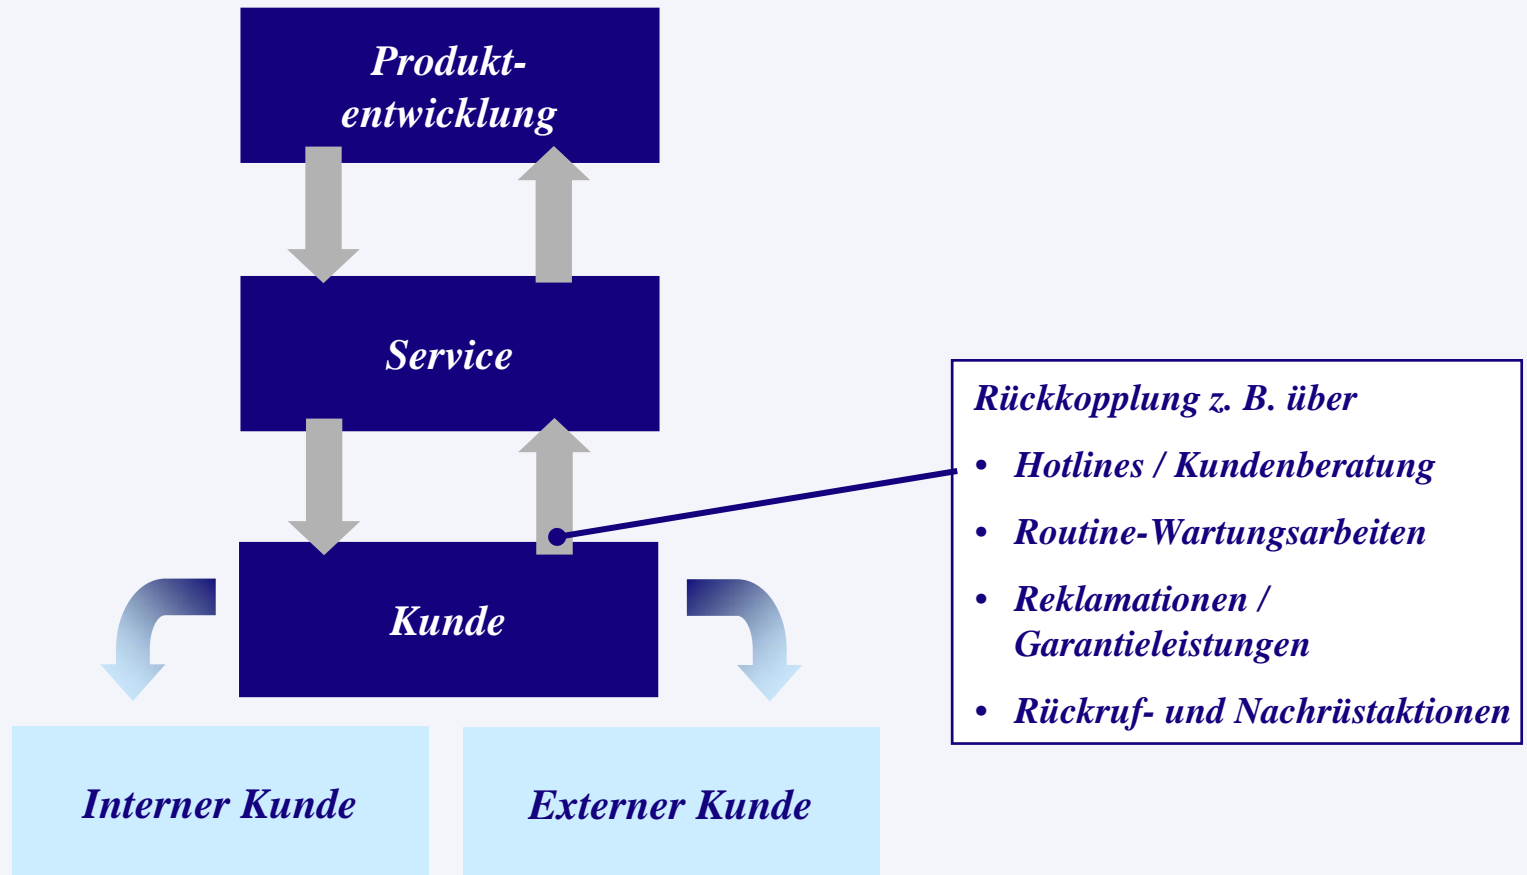 Produkt-
entwicklung
Service
Kunde
Interner Kunde
Externer Kunde
Rückkopplung z. B. über
• Hotlines / Kundenberatung
• Routine-Wartungsarbeiten
• Reklamationen /
Garantieleistungen
• Rückruf- und Nachrüstaktionen